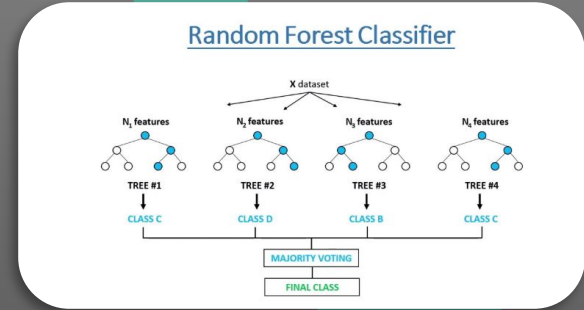 Random Forest Classifier
X dataset
N₁ features N₂ features N₃ features N₄ features
TREE #1 TREE #2 TREE #3 TREE #4
CLASS C CLASS D CLASS B CLASS C
MAJORITY VOTING
FINAL CLASS